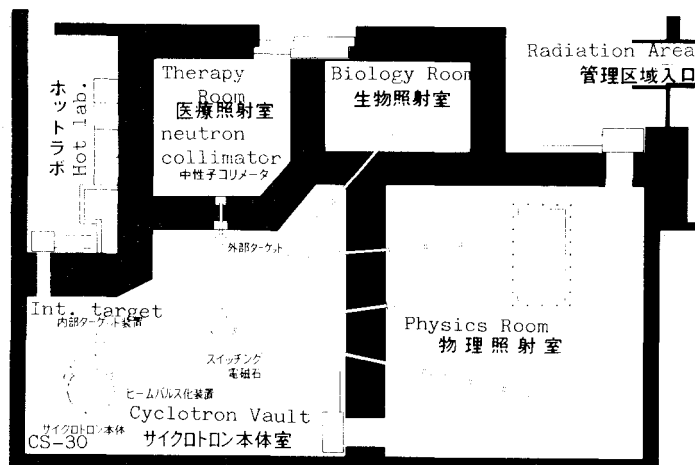 ホットラボ
Hot lab.
Therapy
Room
医療照射室
neutron
collimator
中性子コリメータ
Biology Room
生物照射室
Radiation Area
管理区域入口
外部ターゲット
Int. target
内部ターゲット装置
スイッチング
電磁石
ビームパルス化装置
サイクロトロン本体
CS-30
Cyclotron Vault
サイクロトロン本体室
Physics Room
物理照射室